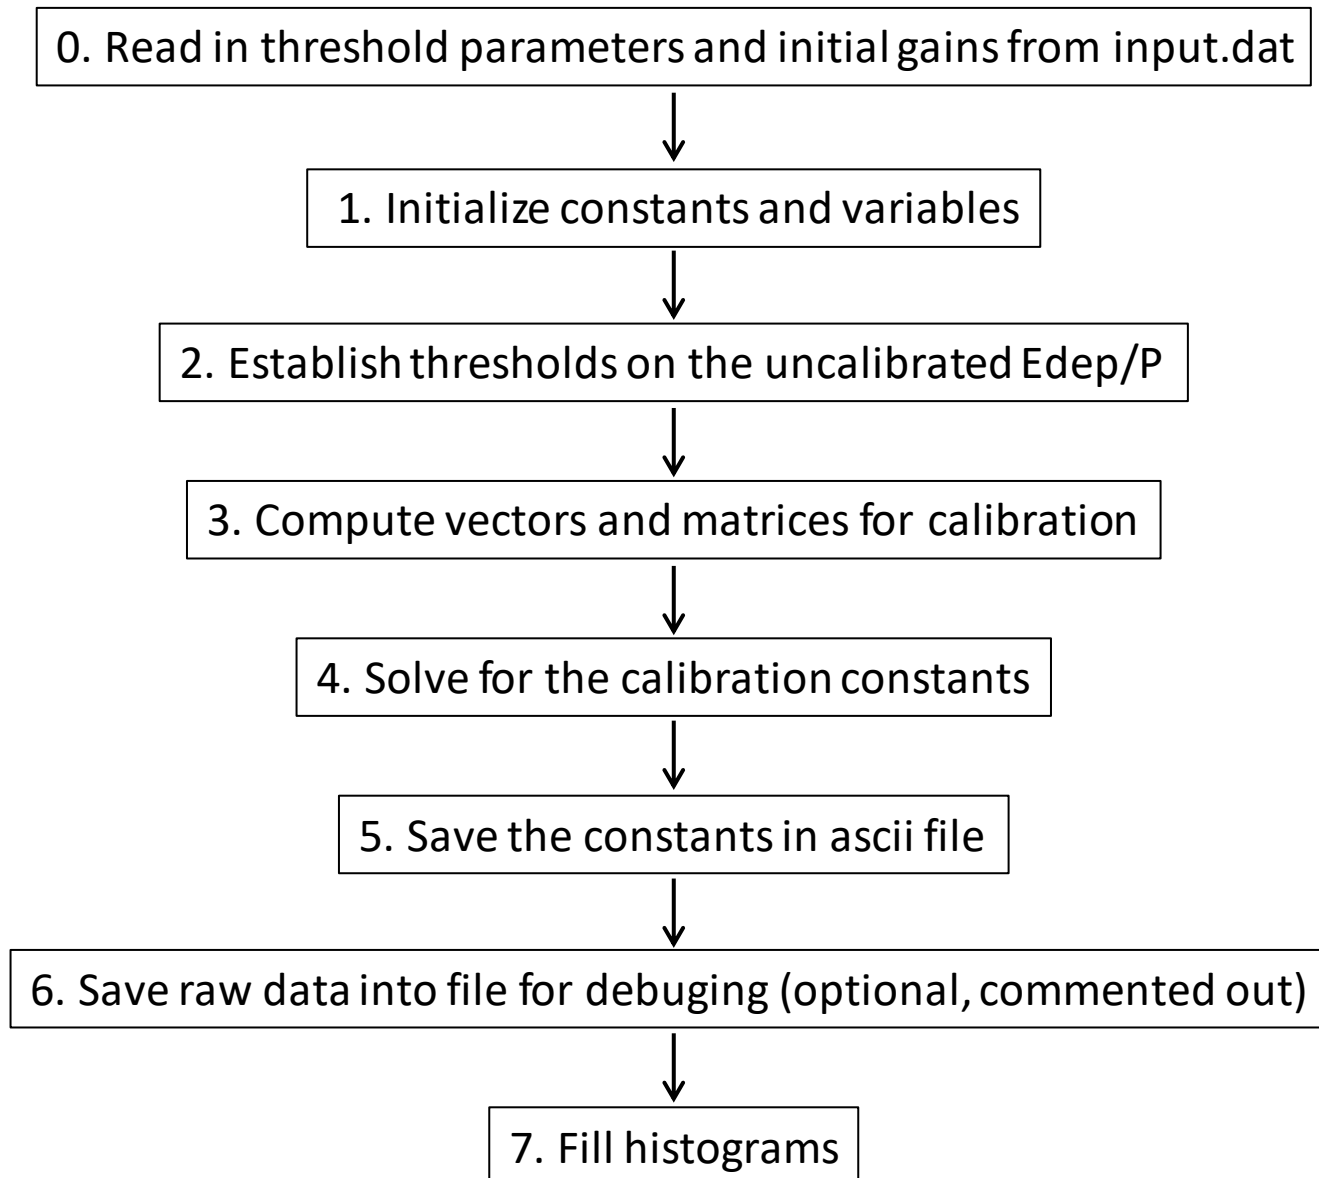 0. Read in threshold parameters and initial gains from input.dat
1. Initialize constants and variables
2. Establish thresholds on the uncalibrated Edep/P
3. Compute vectors and matrices for calibration
4. Solve for the calibration constants
5. Save the constants in ascii file
6. Save raw data into file for debuging (optional, commented out)
7. Fill histograms